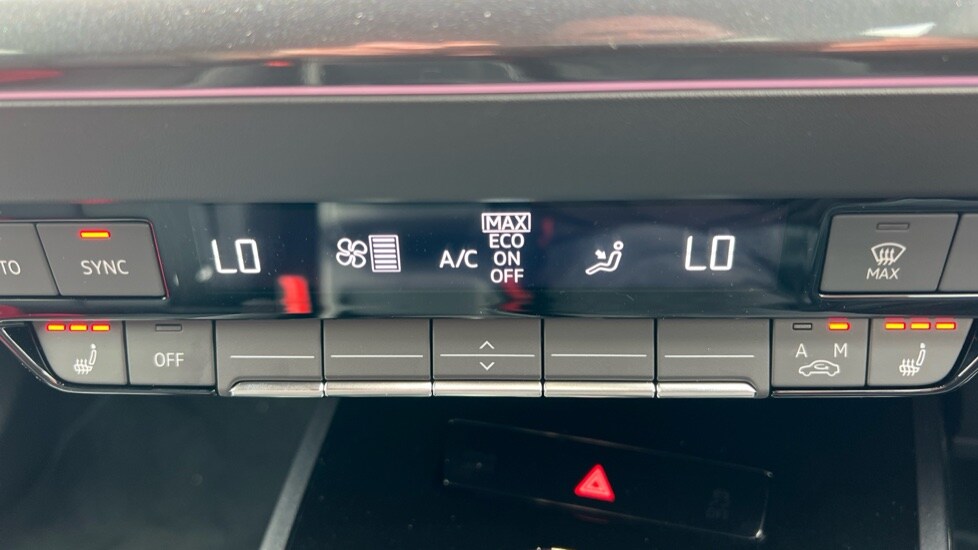 TO
SYNC
LO
A/C
MAX
ECO
ON
OFF
LO
MAX
OFF
A M